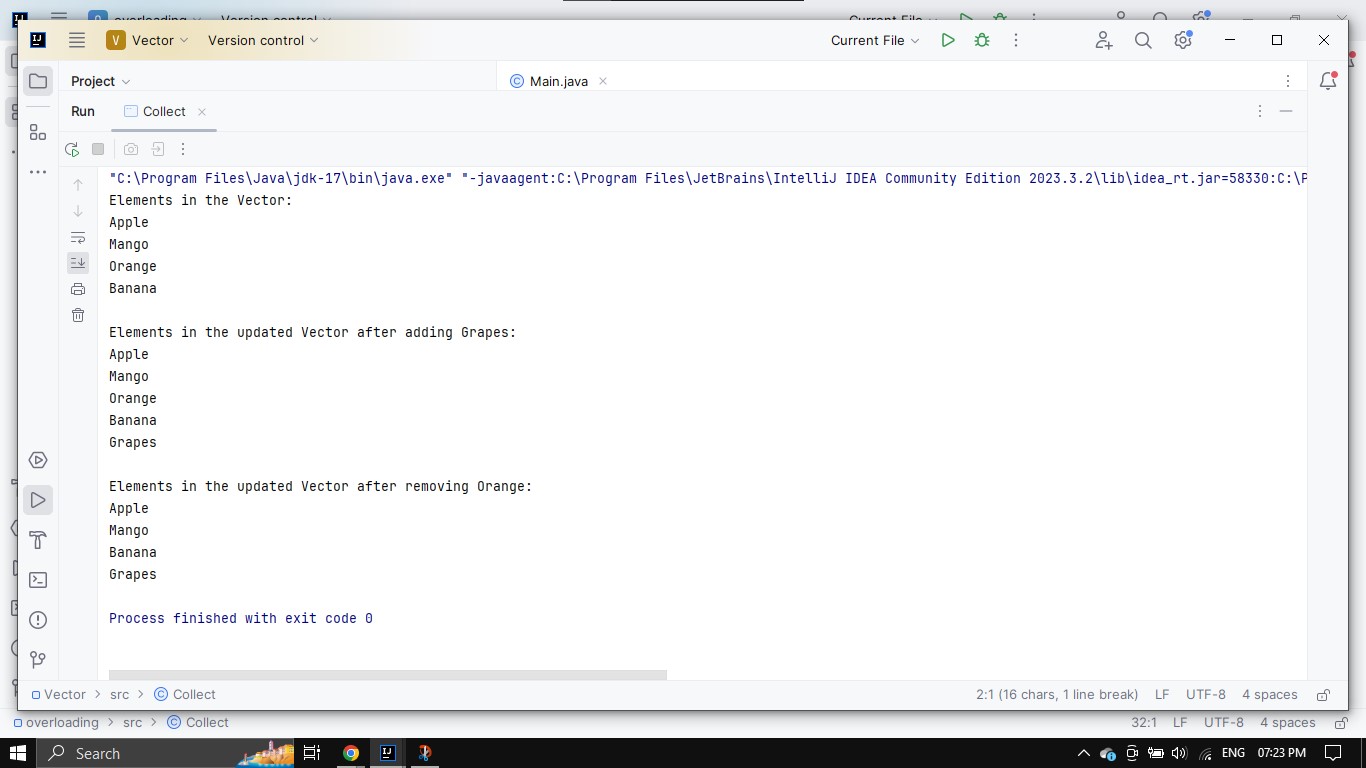 overloading Version control Current File
V Vector Version control Current File
Project Main.java
Run Collect
"C:\Program Files\Java\jdk-17\bin\java.exe" "-javaagent:C:\Program Files\JetBrains\IntelliJ IDEA Community Edition 2023.3.2\lib\idea_rt.jar=58330:C:\P
Elements in the Vector:
Apple
Mango
Orange
Banana
Elements in the updated Vector after adding Grapes:
Apple
Mango
Orange
Banana
Grapes
Elements in the updated Vector after removing Orange:
Apple
Mango
Banana
Grapes
Process finished with exit code 0
Vector > src > Collect 2:1 (16 chars, 1 line break) LF UTF-8 4 spaces
overloading > src > Collect 32:1 LF UTF-8 4 spaces
Search ENG 07:23 PM